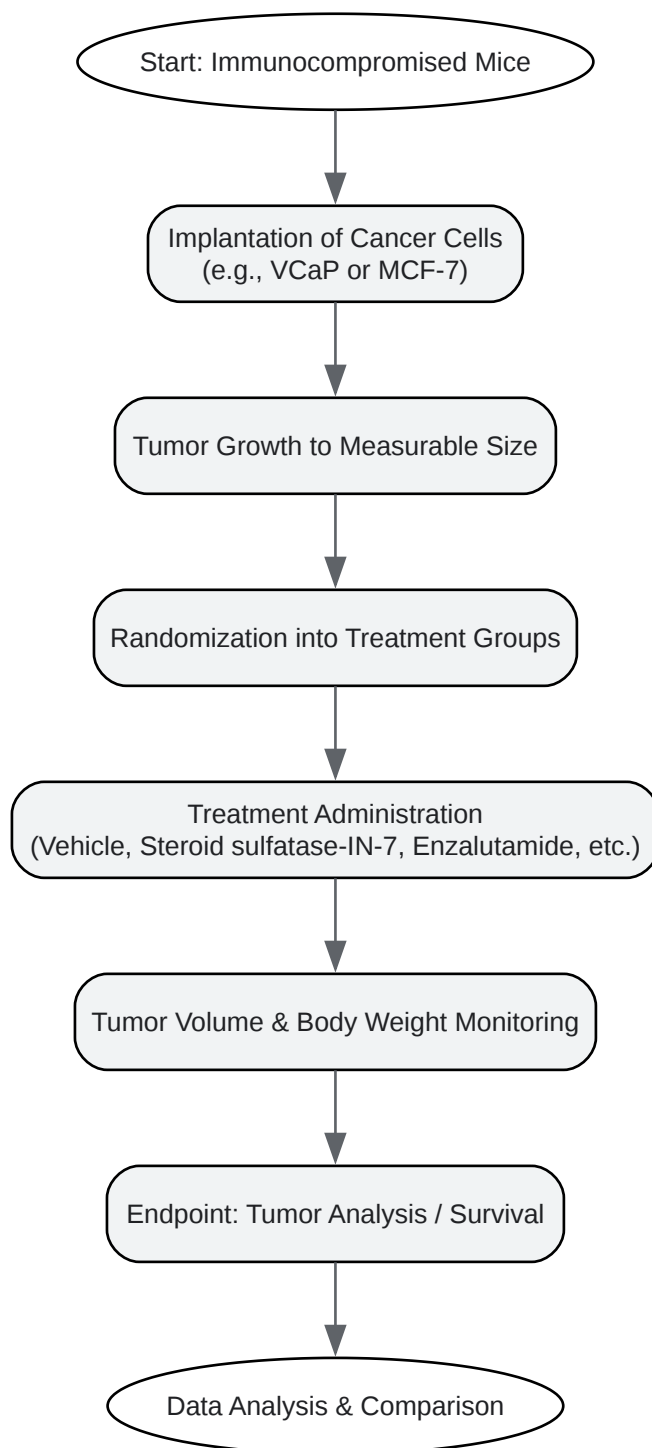 Start: Immunocompromised Mice
Implantation of Cancer Cells
(e.g., VCaP or MCF-7)
Tumor Growth to Measurable Size
Randomization into Treatment Groups
Treatment Administration
(Vehicle, Steroid sulfatase-IN-7, Enzalutamide, etc.)
Tumor Volume & Body Weight Monitoring
Endpoint: Tumor Analysis / Survival
Data Analysis & Comparison